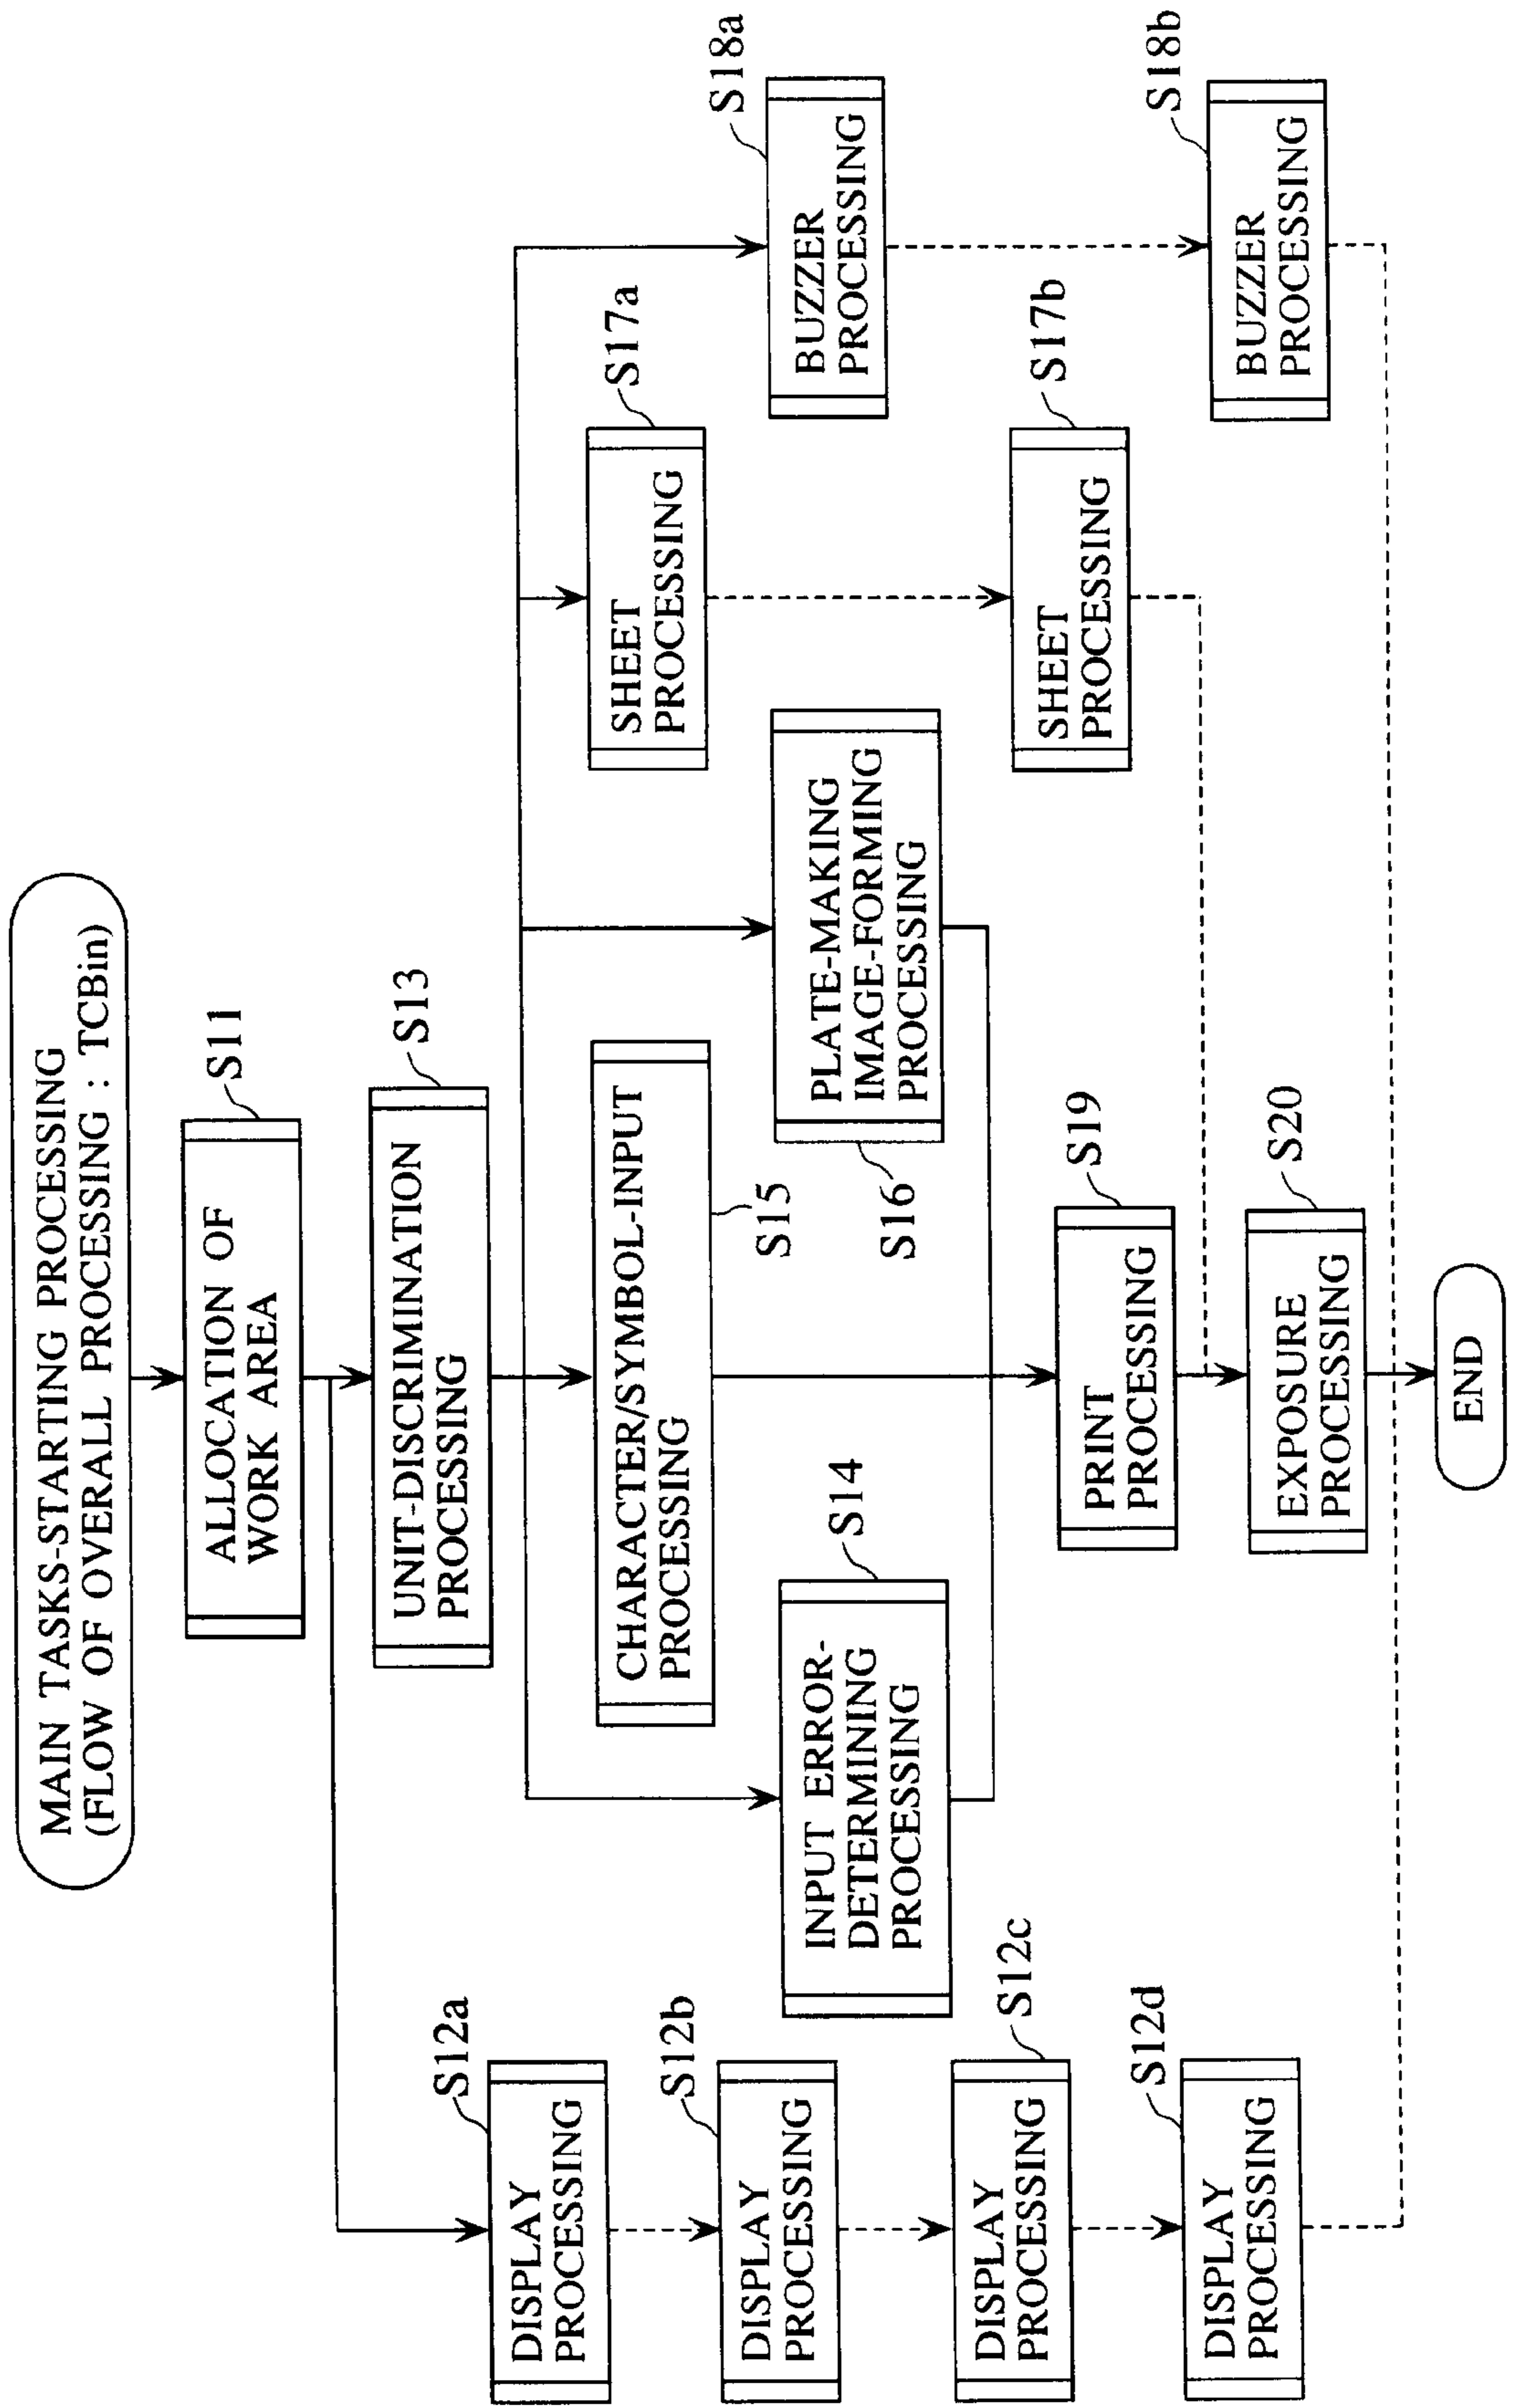 MAIN TASKS-STARTING PROCESSING
(FLOW OF OVERALL PROCESSING : TCBin)
S11
ALLOCATION OF
WORK AREA
S13
UNIT-DISCRIMINATION
PROCESSING
S12a
DISPLAY
PROCESSING
S12b
DISPLAY
PROCESSING
S12c
DISPLAY
PROCESSING
S12d
DISPLAY
PROCESSING
S14
INPUT ERROR-
DETERMINING
PROCESSING
CHARACTER/SYMBOL-INPUT
PROCESSING
S15
PLATE-MAKING
IMAGE-FORMING
PROCESSING
S16
S17a
SHEET
PROCESSING
S17b
SHEET
PROCESSING
S18a
BUZZER
PROCESSING
S18b
BUZZER
PROCESSING
S19
PRINT
PROCESSING
S20
EXPOSURE
PROCESSING
END